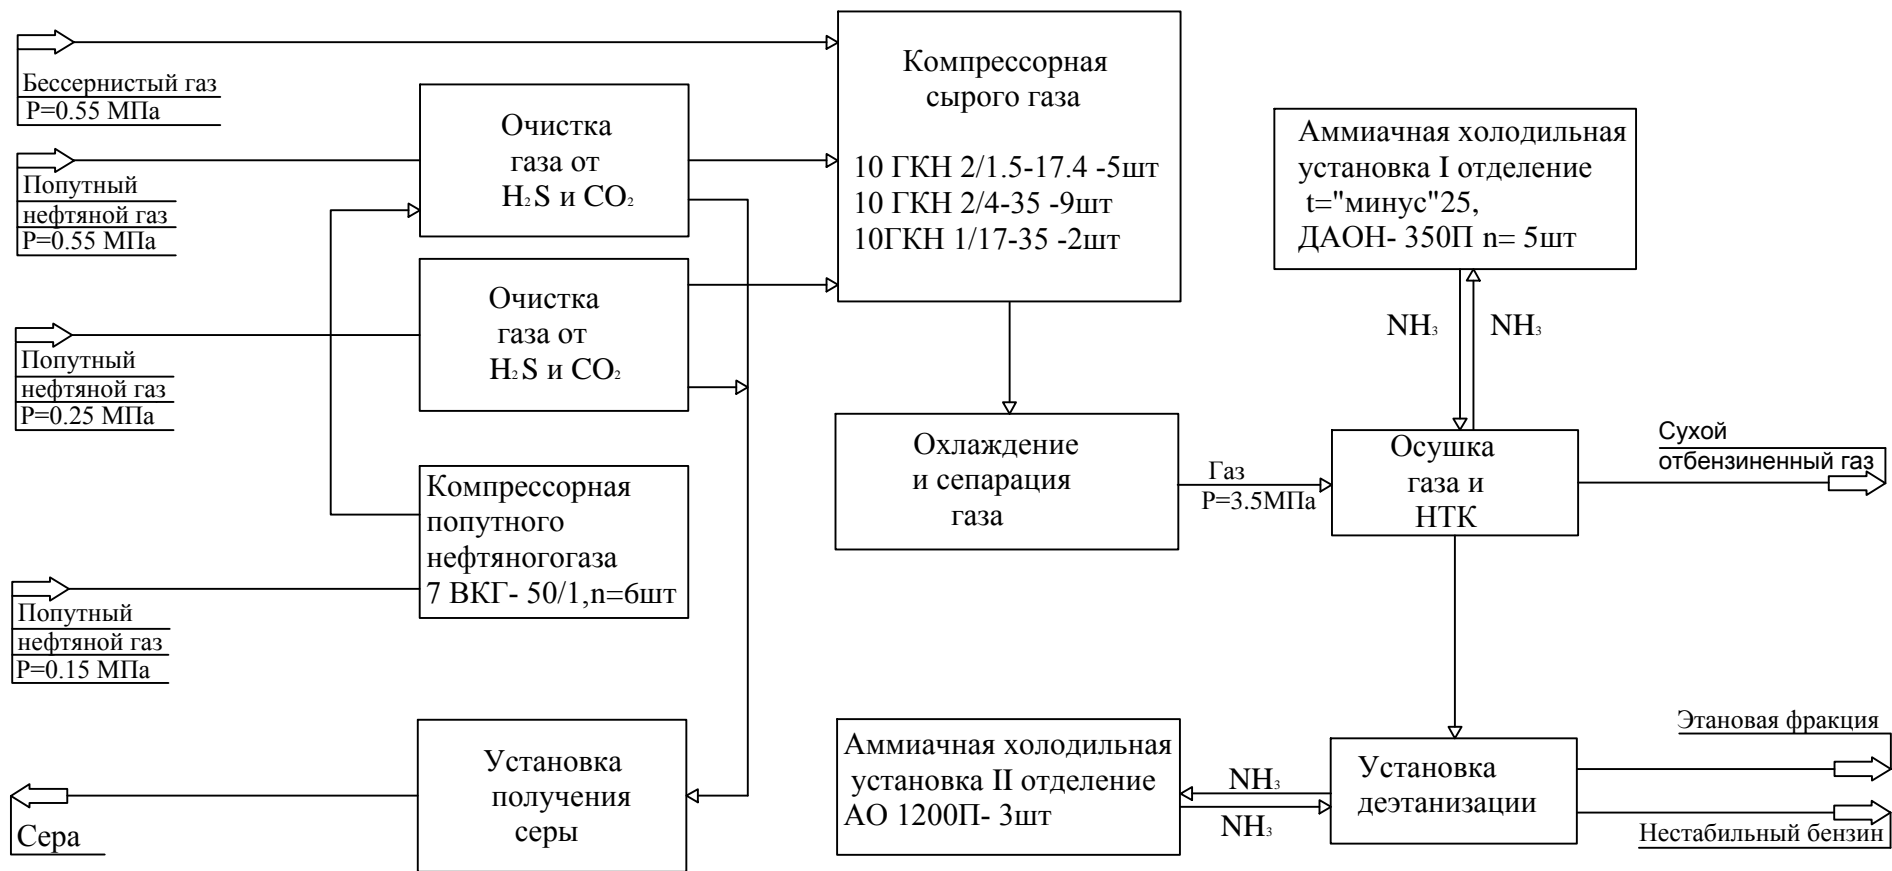 Бессернистый газ
P=0.55 МПа
Попутный
нефтяной газ
P=0.55 МПа
Попутный
нефтяной газ
P=0.25 МПа
Попутный
нефтяной газ
P=0.15 МПа
Сера
Очистка
газа от
H₂S и CO₂
Очистка
газа от
H₂S и CO₂
Компрессорная
попутного
нефтяногогаза
7 ВКГ- 50/1,n=6шт
Установка
получения
серы
Компрессорная
сырого газа
10 ГКН 2/1.5-17.4 -5шт
10 ГКН 2/4-35 -9шт
10ГКН 1/17-35 -2шт
Охлаждение
и сепарация
газа
Газ
P=3.5МПа
Аммиачная холодильная
установка I отделение
t="минус"25,
ДАОН- 350П n= 5шт
NH₃
NH₃
Осушка
газа и
НТК
Сухой
отбензиненный газ
Аммиачная холодильная
установка II отделение
АО 1200П- 3шт
NH₃
NH₃
Установка
деэтанизации
Этановая фракция
Нестабильный бензин